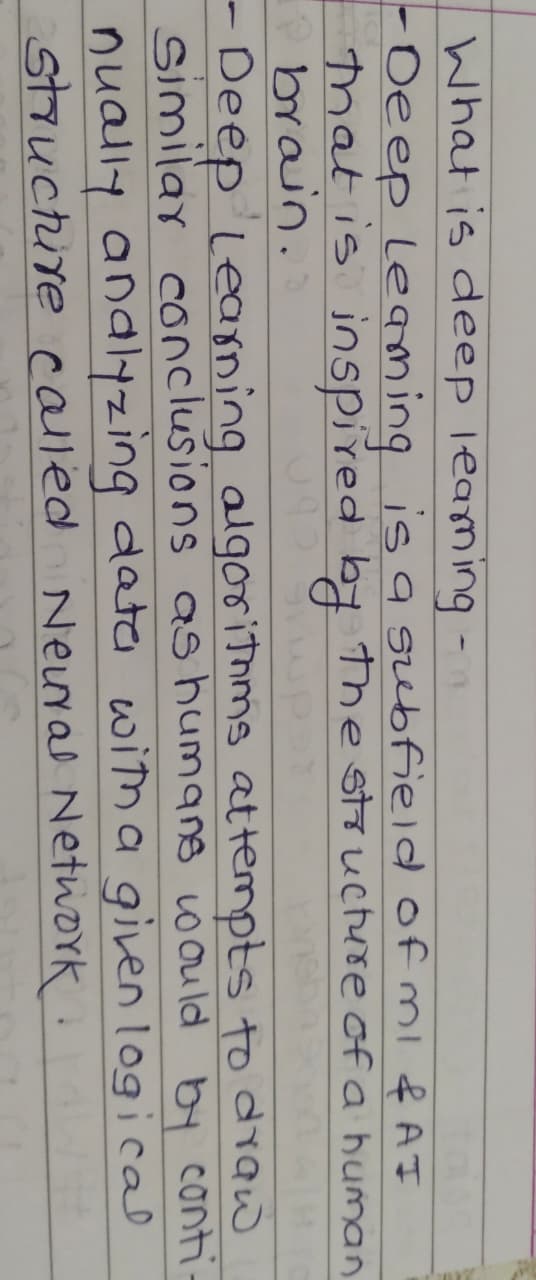 What is deep learning -
- Deep Learning is a subfield of ml & AI
that is inspired by the structure of a human
brain.
- Deep Learning algorithms attempts to draw
similar conclusions as humans would by conti-
nually analyzing data with a given logical
structure called Neural Network.